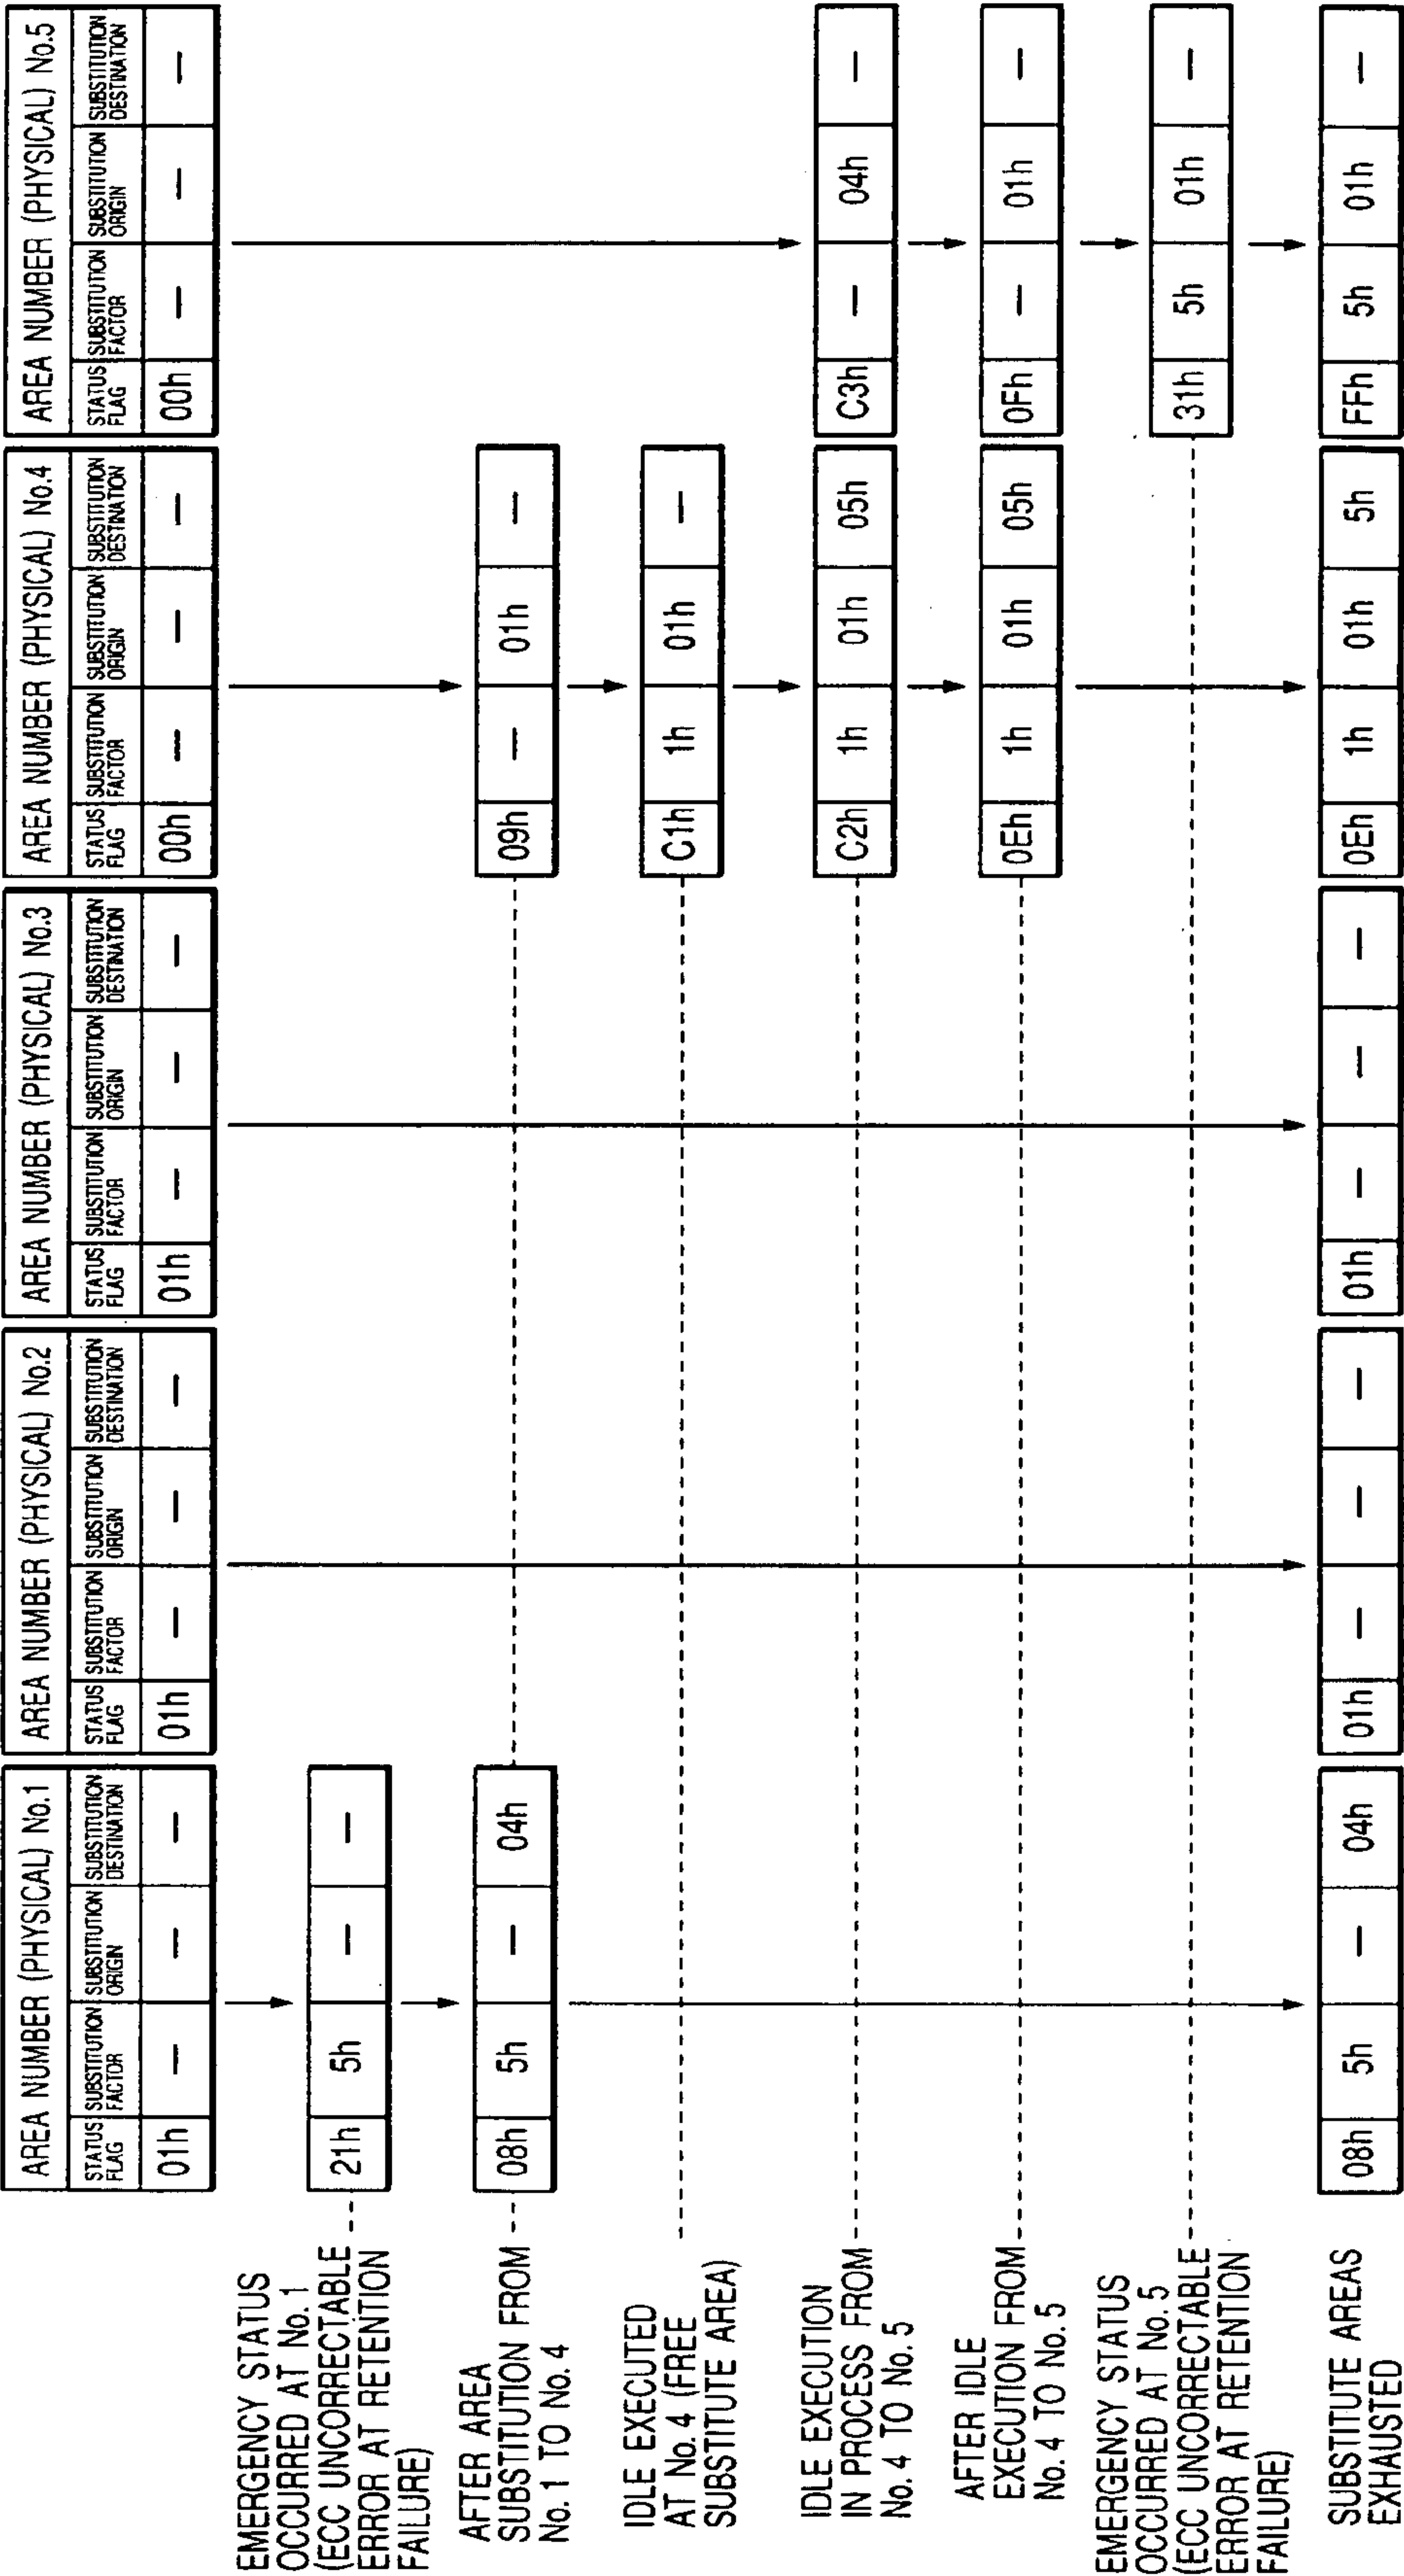 AREA NUMBER (PHYSICAL) No.1
STATUS FLAG SUBSTITUTION FACTOR SUBSTITUTION ORIGIN SUBSTITUTION DESTINATION
01h — — —
AREA NUMBER (PHYSICAL) No.2
STATUS FLAG SUBSTITUTION FACTOR SUBSTITUTION ORIGIN SUBSTITUTION DESTINATION
01h — — —
AREA NUMBER (PHYSICAL) No.3
STATUS FLAG SUBSTITUTION FACTOR SUBSTITUTION ORIGIN SUBSTITUTION DESTINATION
01h — — —
AREA NUMBER (PHYSICAL) No.4
STATUS FLAG SUBSTITUTION FACTOR SUBSTITUTION ORIGIN SUBSTITUTION DESTINATION
00h — — —
AREA NUMBER (PHYSICAL) No.5
STATUS FLAG SUBSTITUTION FACTOR SUBSTITUTION ORIGIN SUBSTITUTION DESTINATION
00h — — —
EMERGENCY STATUS
OCCURRED AT No. 1
(ECC UNCORRECTABLE
ERROR AT RETENTION
FAILURE)
21h 5h — —
AFTER AREA
SUBSTITUTION FROM
No. 1 TO No. 4
08h 5h — 04h
09h — 01h —
IDLE EXECUTED
AT No. 4 (FREE
SUBSTITUTE AREA)
C1h 1h 01h —
IDLE EXECUTION
IN PROCESS FROM
No. 4 TO No. 5
C2h 1h 01h 05h
C3h — 04h —
AFTER IDLE
EXECUTION FROM
No. 4 TO No. 5
0Eh 1h 01h 05h
0Fh — 01h —
EMERGENCY STATUS
OCCURRED AT No. 5
(ECC UNCORRECTABLE
ERROR AT RETENTION
FAILURE)
31h 5h 01h —
SUBSTITUTE AREAS
EXHAUSTED
08h 5h — 04h
01h — — —
01h — — —
0Eh 1h 01h 5h
FFh 5h 01h —